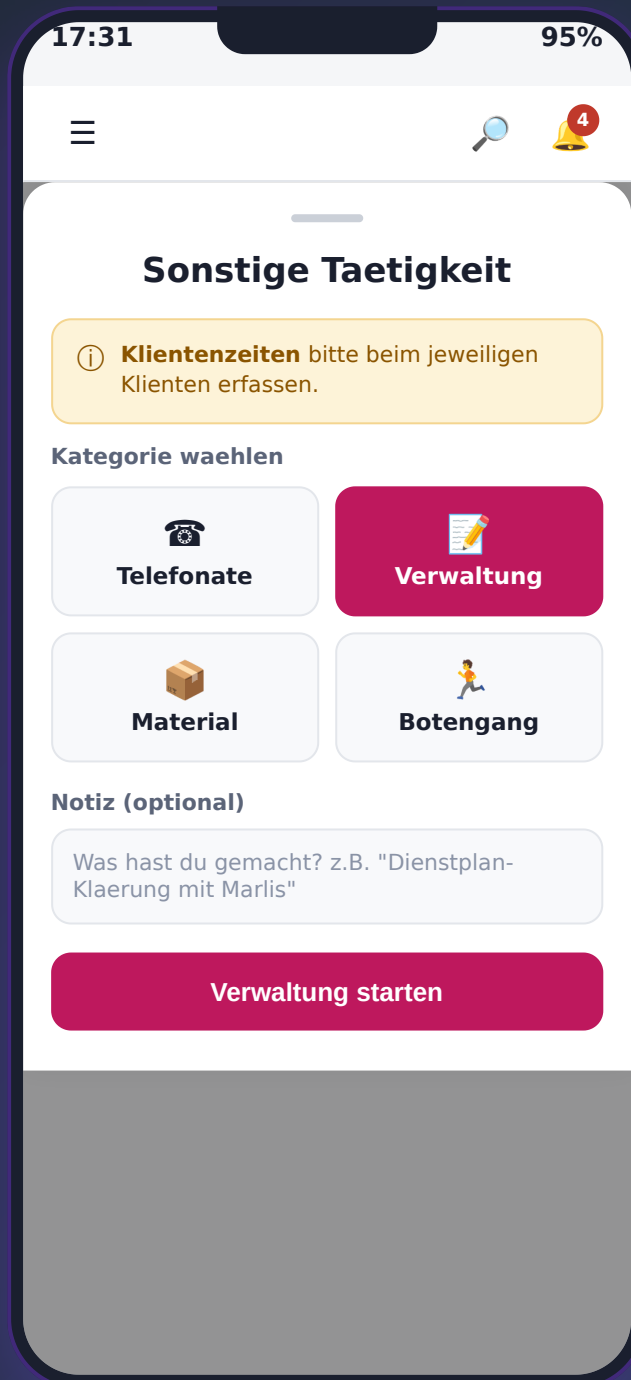 17:31 95%
☰ 4
Sonstige Taetigkeit
ⓘ Klientenzeiten bitte beim jeweiligen
Klienten erfassen.
Kategorie waehlen
Telefonate
Verwaltung
Material
Botengang
Notiz (optional)
Was hast du gemacht? z.B. "Dienstplan-
Klaerung mit Marlis"
Verwaltung starten